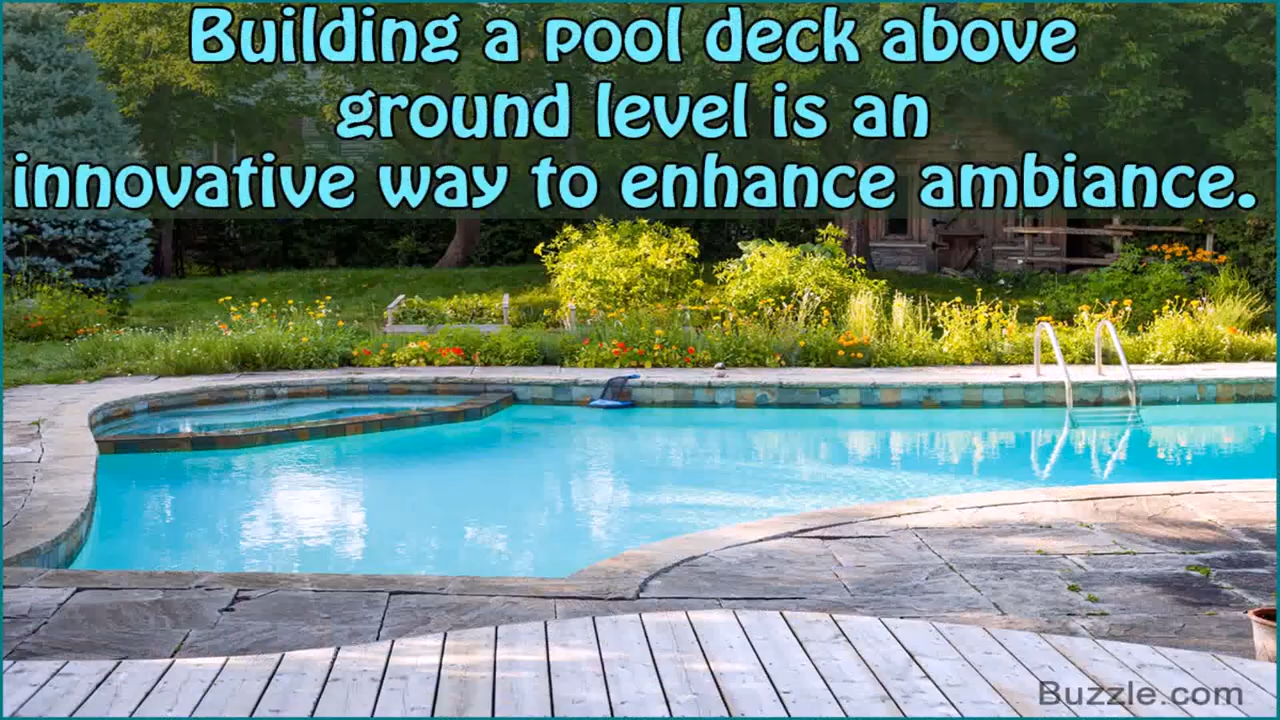 Building a pool deck above
ground level is an
innovative way to enhance ambiance.
Buzzle.com